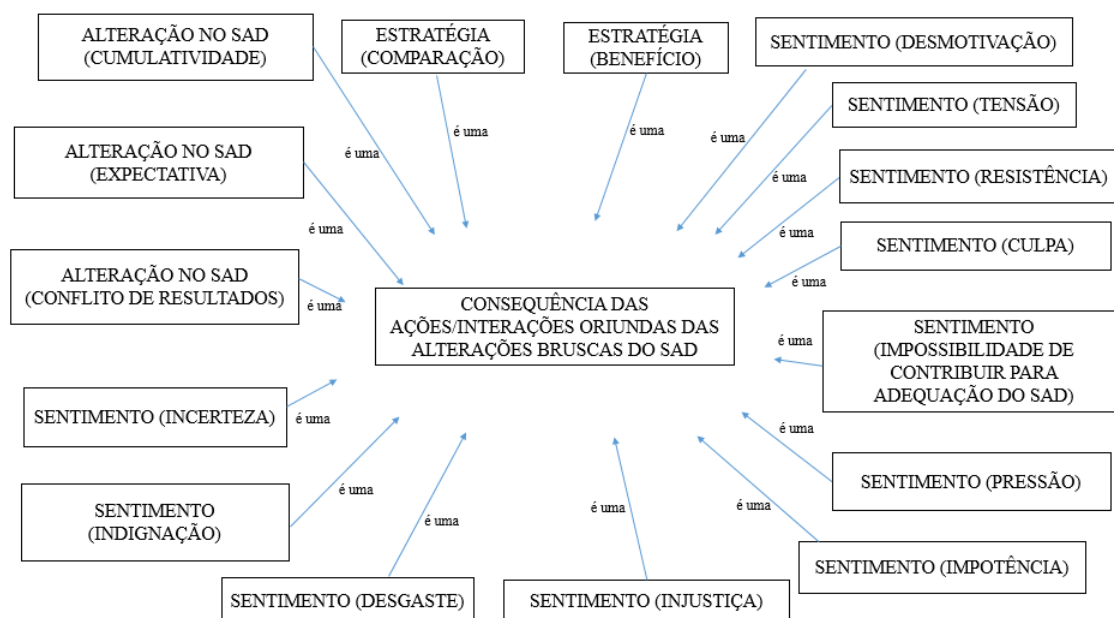 ALTERAÇÃO NO SAD
(CUMULATIVIDADE)
ESTRATÉGIA
(COMPARAÇÃO)
ESTRATÉGIA
(BENEFÍCIO)
SENTIMENTO (DESMOTIVAÇÃO)
SENTIMENTO (TENSÃO)
é uma
é uma
é uma
é uma
ALTERAÇÃO NO SAD
(EXPECTATIVA)
é uma
SENTIMENTO (RESISTÊNCIA)
é uma
é uma
SENTIMENTO (CULPA)
é uma
ALTERAÇÃO NO SAD
(CONFLITO DE RESULTADOS)
é uma
CONSEQUÊNCIA DAS
AÇÕES/INTERAÇÕES ORIUNDAS DAS
ALTERAÇÕES BRUSCAS DO SAD
é uma
SENTIMENTO
(IMPOSSIBILIDADE DE
CONTRIBUIR PARA
ADEQUAÇÃO DO SAD)
SENTIMENTO (INCERTEZA)
é uma
é uma
SENTIMENTO (PRESSÃO)
SENTIMENTO
(INDIGNAÇÃO)
é uma
é uma
é uma
é uma
SENTIMENTO (IMPOTÊNCIA)
SENTIMENTO (DESGASTE)
SENTIMENTO (INJUSTIÇA)